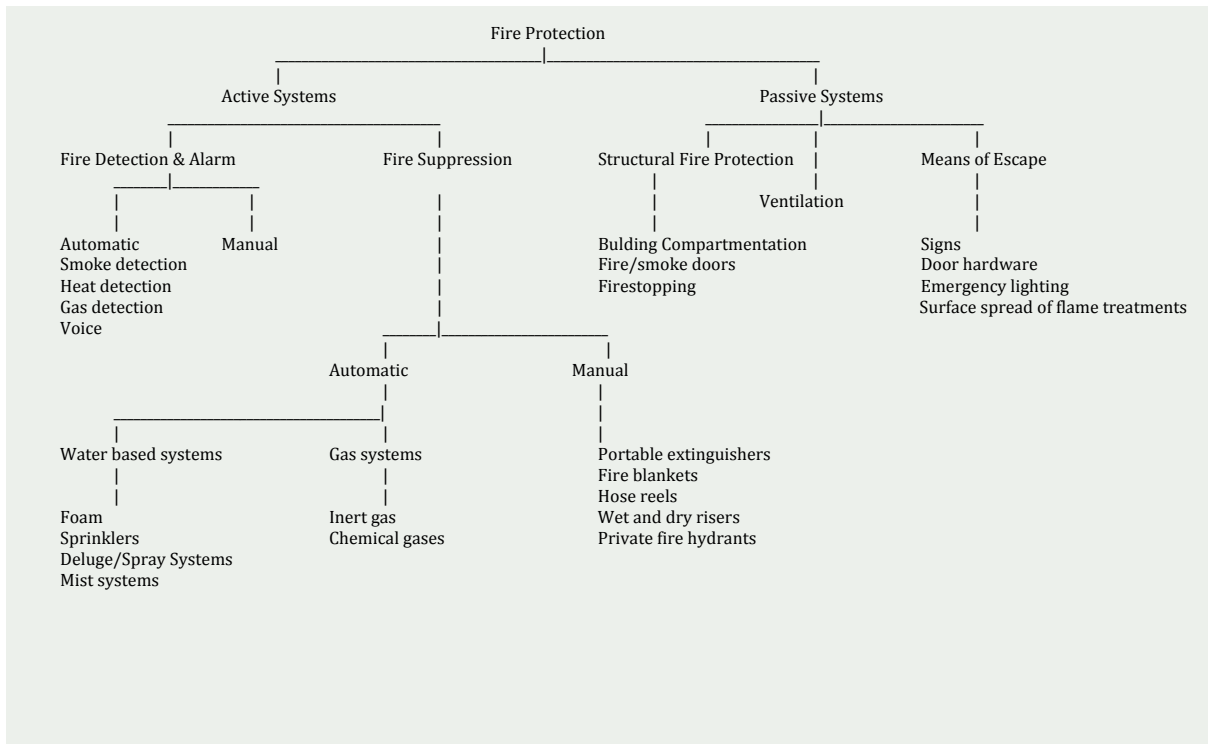 Fire Protection
Active Systems
Passive Systems
Fire Detection & Alarm
Fire Suppression
Structural Fire Protection
Means of Escape
Ventilation
Automatic
Smoke detection
Heat detection
Gas detection
Voice
Manual
Bulding Compartmentation
Fire/smoke doors
Firestopping
Signs
Door hardware
Emergency lighting
Surface spread of flame treatments
Automatic
Manual
Water based systems
Gas systems
Foam
Sprinklers
Deluge/Spray Systems
Mist systems
Inert gas
Chemical gases
Portable extinguishers
Fire blankets
Hose reels
Wet and dry risers
Private fire hydrants